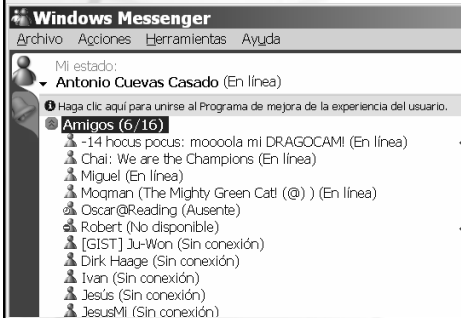 Windows Messenger
Archivo Acciones Herramientas Ayuda
Mi estado:
Antonio Cuevas Casado (En línea)
Haga clic aquí para unirse al Programa de mejora de la experiencia del usuario.
Amigos (6/16)
-14 hocus pocus: moooola mi DRAGOCAM! (En línea)
Chai: We are the Champions (En línea)
Miguel (En línea)
Moqman (The Mighty Green Cat! (@) ) (En línea)
Oscar@Reading (Ausente)
Robert (No disponible)
[GIST] Ju-Won (Sin conexión)
Dirk Haage (Sin conexión)
Ivan (Sin conexión)
Jesús (Sin conexión)
JesusMi (Sin conexión)